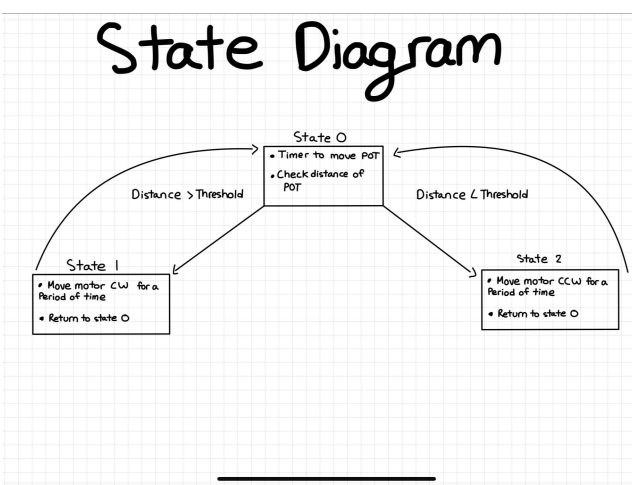 State Diagram
State 0
• Timer to move POT
• Check distance of
POT
Distance > Threshold
Distance < Threshold
State 1
• Move motor CW for a
Period of time
• Return to state 0
State 2
• Move motor CCW for a
Period of time
• Return to state 0